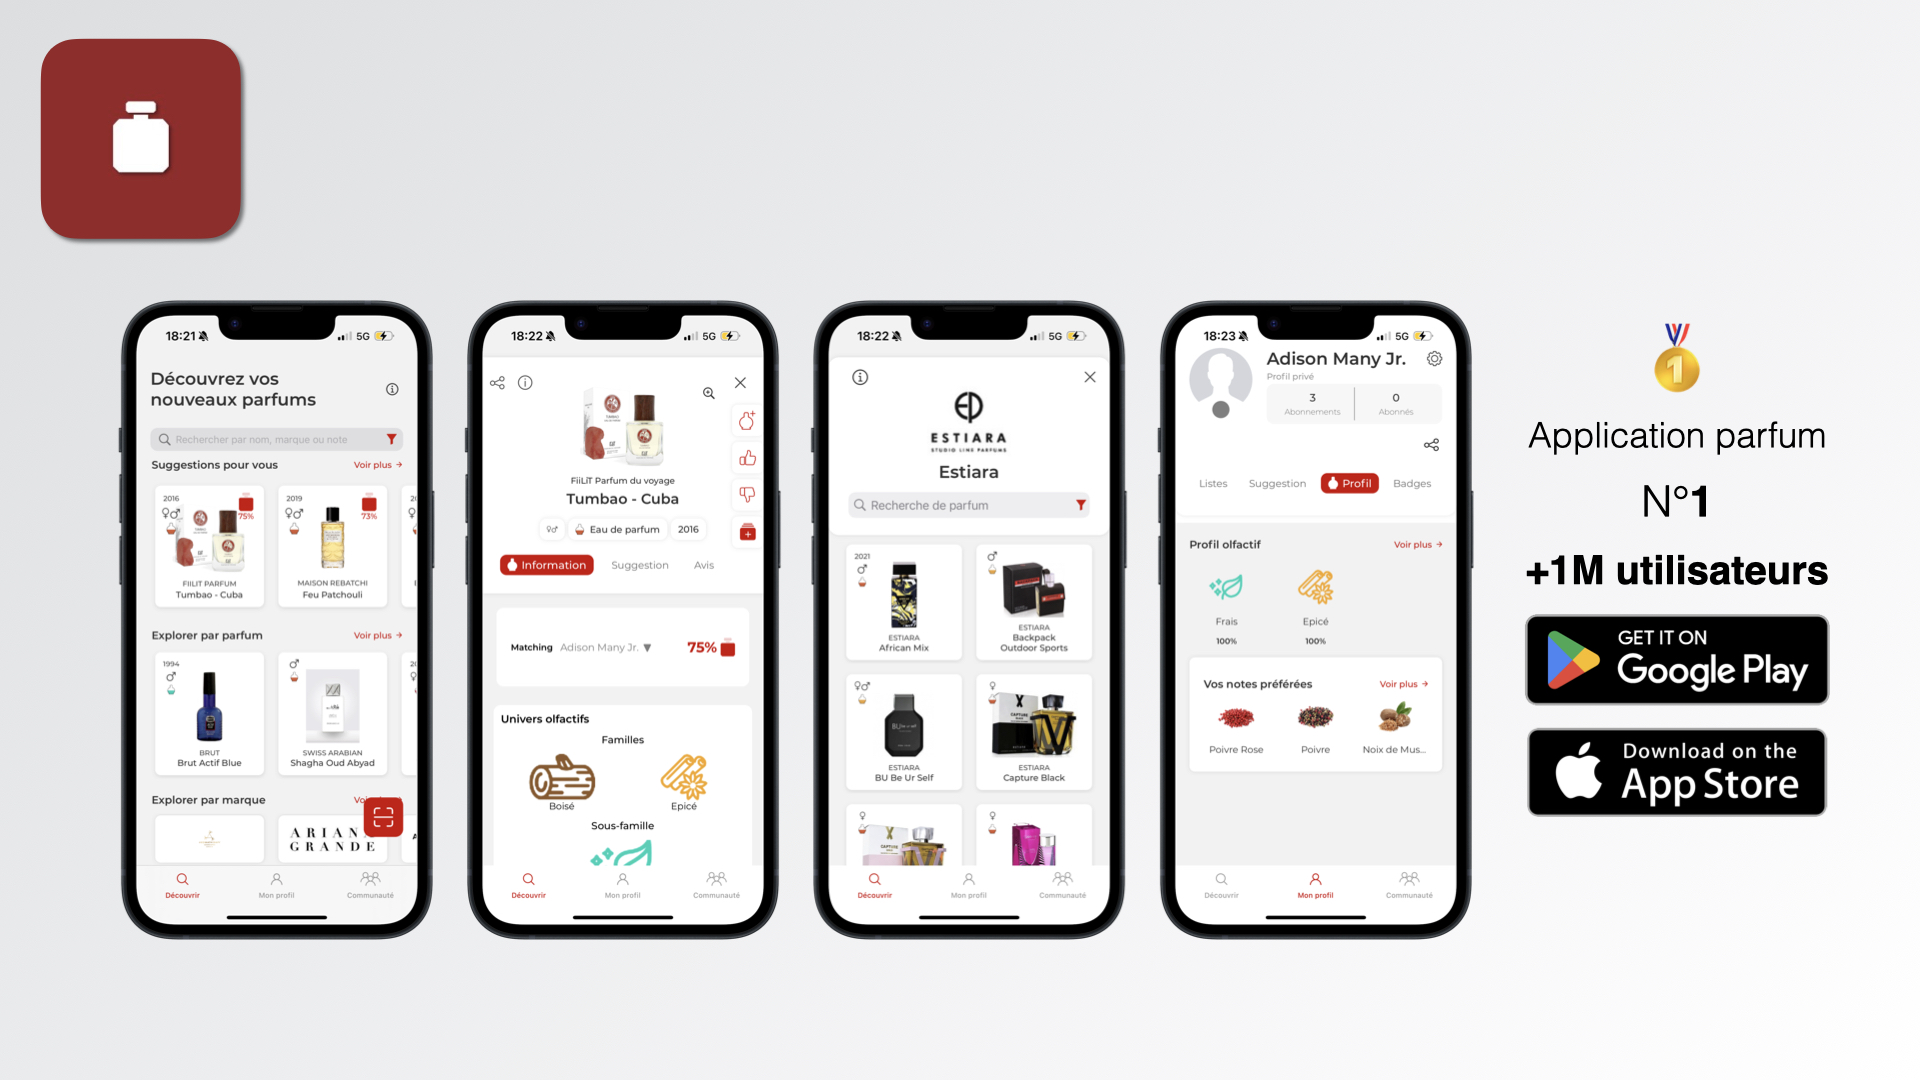 18:21
5G
Découvrez vos
nouveaux parfums
Rechercher par nom, marque ou note
Suggestions pour vous
Voir plus
2016
75%
FIILIT PARFUM
Tumbao - Cuba
2019
73%
MAISON REBATCHI
Feu Patchouli
Explorer par parfum
Voir plus
1994
BRUT
Brut Actif Blue
SWISS ARABIAN
Shagha Oud Abyad
Explorer par marque
ARIANA
GRANDE
Découvrir
Mon profil
Communauté
18:22
5G
FiiLiT Parfum du voyage
Tumbao - Cuba
Eau de parfum
2016
Information
Suggestion
Avis
Matching
Adison Many Jr.
75%
Univers olfactifs
Familles
Boisé
Epicé
Sous-famille
Découvrir
Mon profil
Communauté
18:22
5G
ESTIARA
STUDIO LINE PARFUMS
Estiara
Recherche de parfum
2021
ESTIARA
African Mix
ESTIARA
Backpack
Outdoor Sports
ESTIARA
BU Be Ur Self
ESTIARA
Capture Black
Découvrir
Mon profil
Communauté
18:23
5G
Adison Many Jr.
Profil privé
3
Abonnements
0
Abonnés
Listes
Suggestion
Profil
Badges
Profil olfactif
Voir plus
Frais
100%
Epicé
100%
Vos notes préférées
Voir plus
Poivre Rose
Poivre
Noix de Mus...
Découvrir
Mon profil
Communauté
1
Application parfum
N°1
+1M utilisateurs
GET IT ON
Google Play
Download on the
App Store